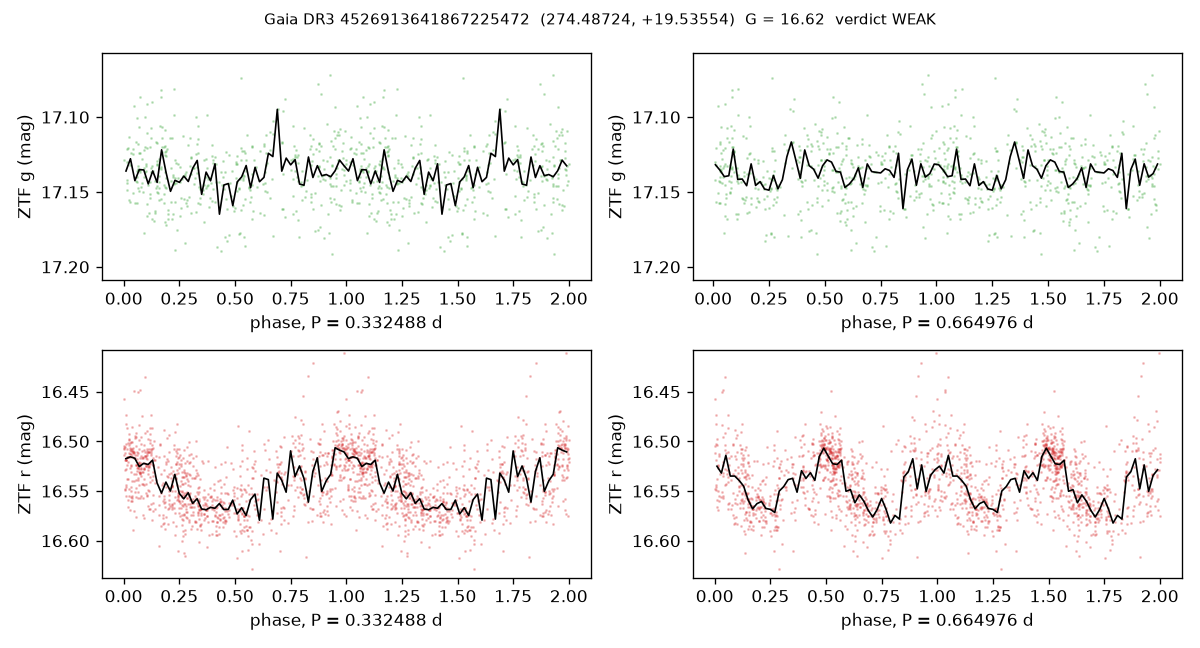 Gaia DR3 4526913641867225472 (274.48724, +19.53554) G = 16.62 verdict WEAK
ZTF g (mag)
17.10
17.15
17.20
0.00 0.25 0.50 0.75 1.00 1.25 1.50 1.75 2.00
phase, P = 0.332488 d
ZTF g (mag)
17.10
17.15
17.20
0.00 0.25 0.50 0.75 1.00 1.25 1.50 1.75 2.00
phase, P = 0.664976 d
ZTF r (mag)
16.45
16.50
16.55
16.60
0.00 0.25 0.50 0.75 1.00 1.25 1.50 1.75 2.00
phase, P = 0.332488 d
ZTF r (mag)
16.45
16.50
16.55
16.60
0.00 0.25 0.50 0.75 1.00 1.25 1.50 1.75 2.00
phase, P = 0.664976 d